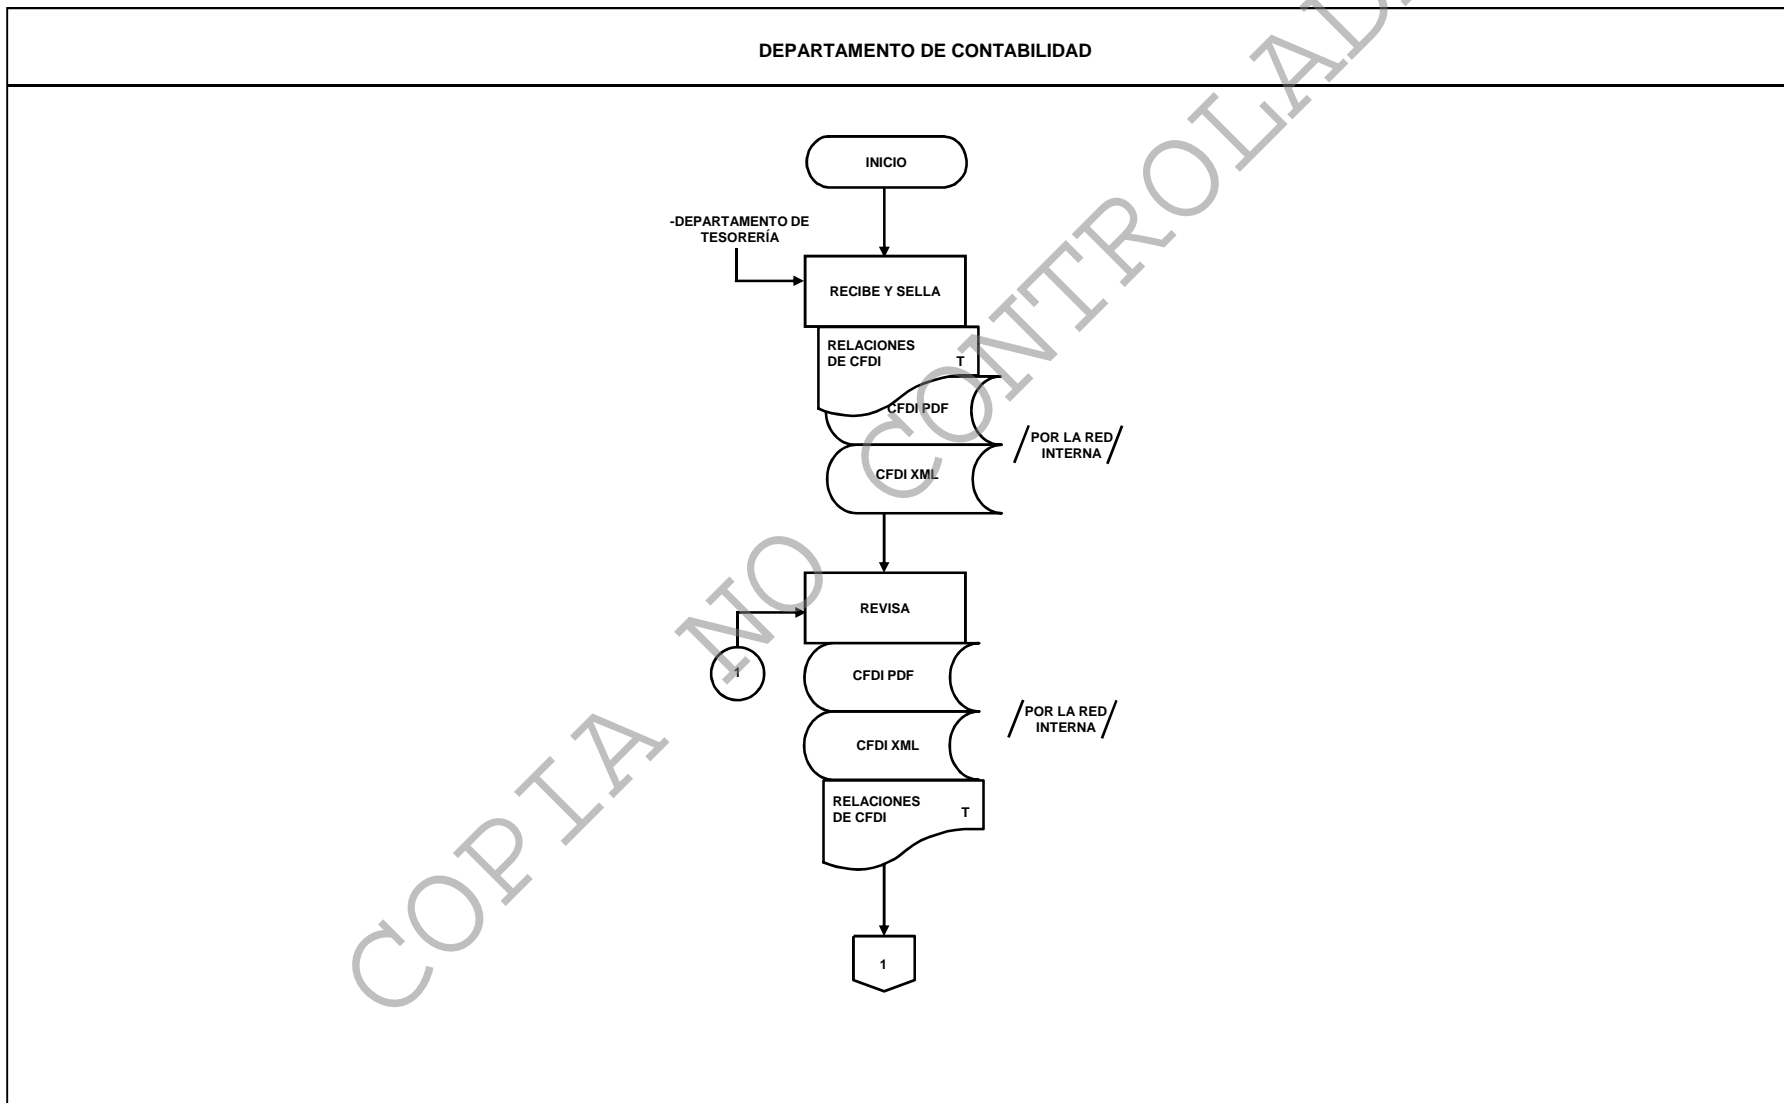 DEPARTAMENTO DE CONTABILIDAD
INICIO
-DEPARTAMENTO DE
TESORERÍA
RECIBE Y SELLA
RELACIONES
DE CFDI T
CFDI PDF
POR LA RED
INTERNA
CFDI XML
REVISA
1
CFDI PDF
POR LA RED
INTERNA
CFDI XML
RELACIONES
DE CFDI T
1
COPIA NO CONTROLAD